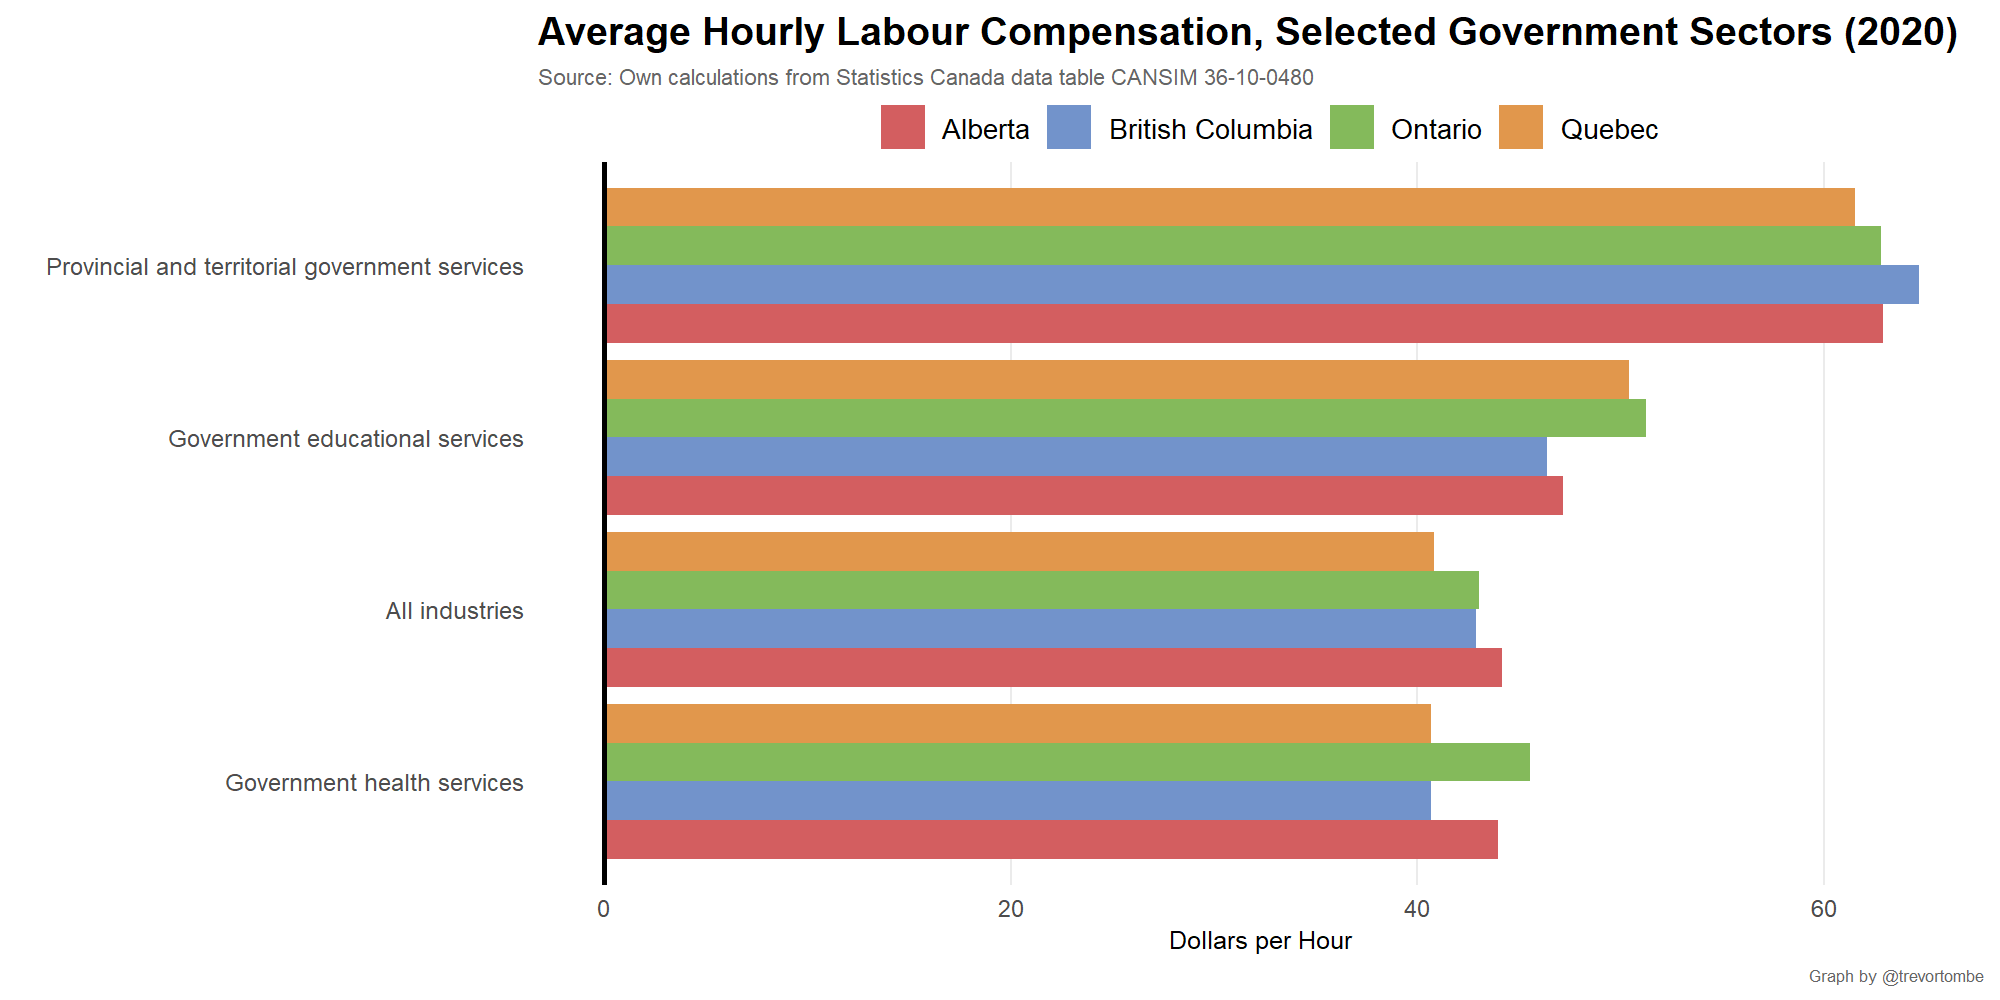 Average Hourly Labour Compensation, Selected Government Sectors (2020)
Source: Own calculations from Statistics Canada data table CANSIM 36-10-0480
Alberta British Columbia Ontario Quebec
Provincial and territorial government services
Government educational services
All industries
Government health services
0 20 40 60
Dollars per Hour
Graph by @trevortombe